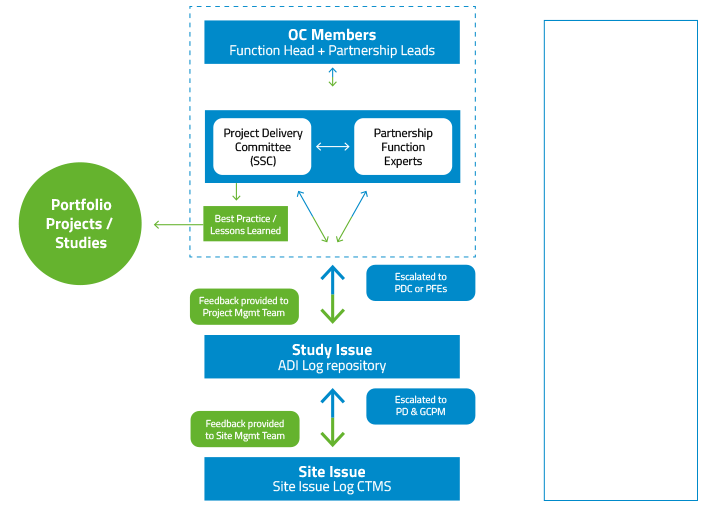 OC Members
Function Head + Partnership Leads
Project Delivery
Committee
(SSC)
Partnership
Function
Experts
Portfolio
Projects /
Studies
Best Practice /
Lessons Learned
Escalated to
PDC or PFEs
Feedback provided to
Project Mgmt Team
Study Issue
ADI Log repository
Escalated to
PD & GCPM
Feedback provided
to Site Mgmt Team
Site Issue
Site Issue Log CTMS